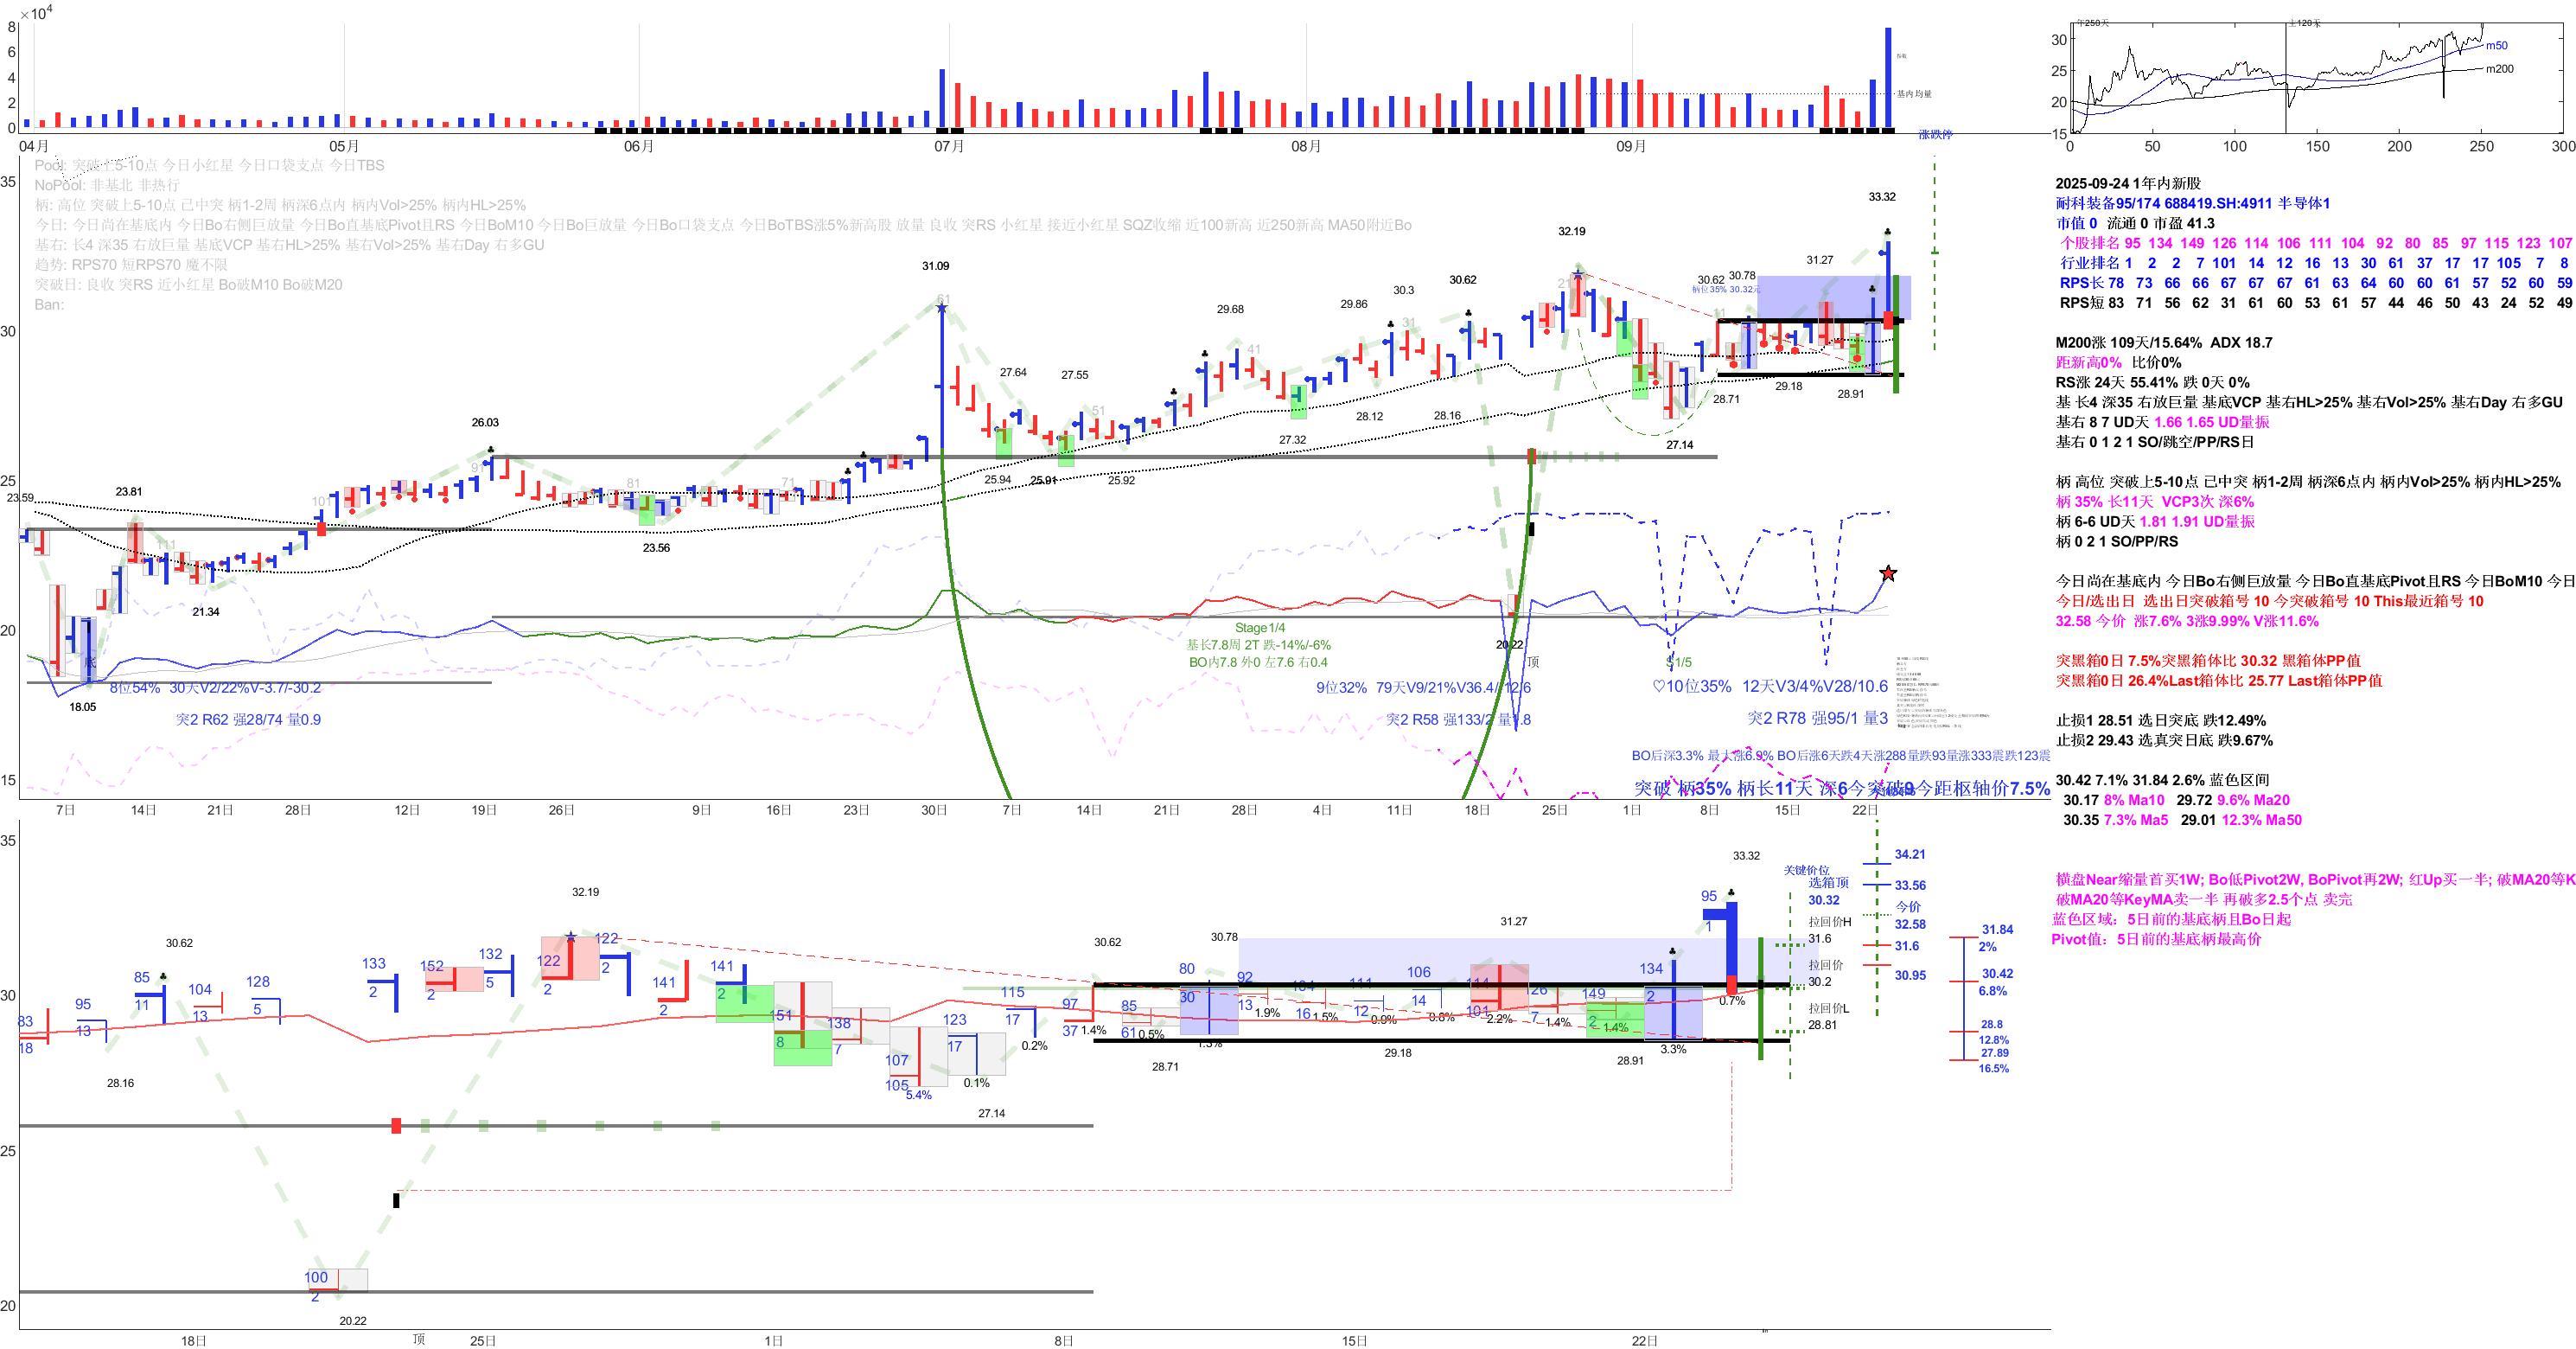 ×10⁴
8
6
4
2
0
04月 05月 06月 07月 08月 09月
基内均量
涨跌停
Pool: 突破上5-10点 今日小红星 今日口袋支点 今日TBS
NoPool: 非基北 非热行
柄: 高位 突破上5-10点 己中突 柄1-2周 柄深6点内 柄内Vol>25% 柄内HL>25%
今日: 今日尚在基底内 今日Bo右侧巨放量 今日Bo直基底Pivot且RS 今日BoM10 今日Bo巨放量 今日Bo口袋支点 今日BoTBS涨5%新高股 放量 良收 突RS 小红星 接近小红星 SQZ收缩 近100新高 近250新高 MA50附近Bo
基右: 长4 深35 右放巨量 基底VCP 基右HL>25% 基右Vol>25% 基右Day 右多GU
趋势: RPS70 短RPS70 魔不限
突破日: 良收 突RS 近小红星 Bo破M10 Bo破M20
Ban:
35
30
25
20
15
23.59 23.81 18.05 21.34 26.03 23.56 31.09 27.64 25.94 25.91 27.55 25.92 29.68 27.32 29.86 28.12 30.3 28.16 30.62 20.22 32.19 27.14 30.62 28.71 30.78 29.18 31.27 28.91 33.32
101 111 91 81 71 61 51 41 31
柄位35% 30.32元
底
顶
8位54% 30天V2/22%V-3.7/-30.2
突2 R62 强28/74 量0.9
Stage1/4
基长7.8周 2T 跌-14%/-6%
BO内7.8 外0 左7.6 右0.4
9位32% 79天V9/21%V36.4/-12.6
突2 R58 强133/2 量1.8
S1/5
♡10位35% 12天V3/4%V28/10.6
突2 R78 强95/1 量3
BO后深3.3% 最大涨6.9% BO后涨6天跌4天涨288量跌93量涨333震跌123震
突破 柄35% 柄长11天 深6今突破9今距枢轴价7.5%
7日 14日 21日 28日 12日 19日 26日 9日 16日 23日 30日 7日 14日 21日 28日 4日 11日 18日 25日 1日 8日 15日 22日
35
30
25
20
83 18
95 13
85 11
104 13
128 5
100 2
133 2
152 2
132 5
122 2
122 2
141 2
141 2
151 8
138 7
107 105
123 17
115 17
97 37
85 61
80 30
92 13
106 14
149 2
134 2
95 1
28.16 30.62 20.22 32.19 27.14 30.62 28.71 30.78 29.18 31.27 28.91 33.32
5.4% 0.1% 0.2% 1.4% 0.5% 1.3% 1.9% 1.5% 0.9% 0.8% 2.2% 1.4% 1.4% 3.3% 0.7%
关键价位
选箱顶
30.32
拉回价H
31.6
拉回价
30.2
拉回价L
28.81
34.21
33.56
今价
32.58
31.6
30.95
31.84
2%
30.42
6.8%
28.8
12.8%
27.89
16.5%
18日 顶 25日 1日 8日 15日 22日
年250天
30
25
20
15
m50
m200
0 50 100 150 200 250 300
2025-09-24 1年内新股
耐科装备95/174 688419.SH:4911 半导体1
市值 0 流通 0 市盈 41.3
个股排名 95 134 149 126 114 106 111 104 92 80 85 97 115 123 107
行业排名 1 2 2 7 101 14 12 16 13 30 61 37 17 17 105 7 8
RPS长 78 73 66 66 67 67 67 61 63 64 60 60 61 57 52 60 59
RPS短 83 71 56 62 31 61 60 53 61 57 44 46 50 43 24 52 49
M200涨 109天/15.64% ADX 18.7
距新高0% 比价0%
RS涨 24天 55.41% 跌 0天 0%
基 长4 深35 右放巨量 基底VCP 基右HL>25% 基右Vol>25% 基右Day 右多GU
基右 8 7 UD天 1.66 1.65 UD量振
基右 0 1 2 1 SO/跳空/PP/RS日
柄 高位 突破上5-10点 己中突 柄1-2周 柄深6点内 柄内Vol>25% 柄内HL>25%
柄 35% 长11天 VCP3次 深6%
柄 6-6 UD天 1.81 1.91 UD量振
柄 0 2 1 SO/PP/RS
今日尚在基底内 今日Bo右侧巨放量 今日Bo直基底Pivot且RS 今日BoM10 今日
今日/选出日 选出日突破箱号 10 今突破箱号 10 This最近箱号 10
32.58 今价 涨7.6% 3涨9.99% V涨11.6%
突黑箱0日 7.5%突黑箱体比 30.32 黑箱体PP值
突黑箱0日 26.4%Last箱体比 25.77 Last箱体PP值
止损1 28.51 选日突底 跌12.49%
止损2 29.43 选真突日底 跌9.67%
30.42 7.1% 31.84 2.6% 蓝色区间
30.17 8% Ma10 29.72 9.6% Ma20
30.35 7.3% Ma5 29.01 12.3% Ma50
横盘Near缩量首买1W; Bo低Pivot2W, BoPivot再2W; 红Up买一半; 破MA20等K
破MA20等KeyMA卖一半 再破多2.5个点 卖完
蓝色区域：5日前的基底柄且Bo日起
Pivot值：5日前的基底柄最高价